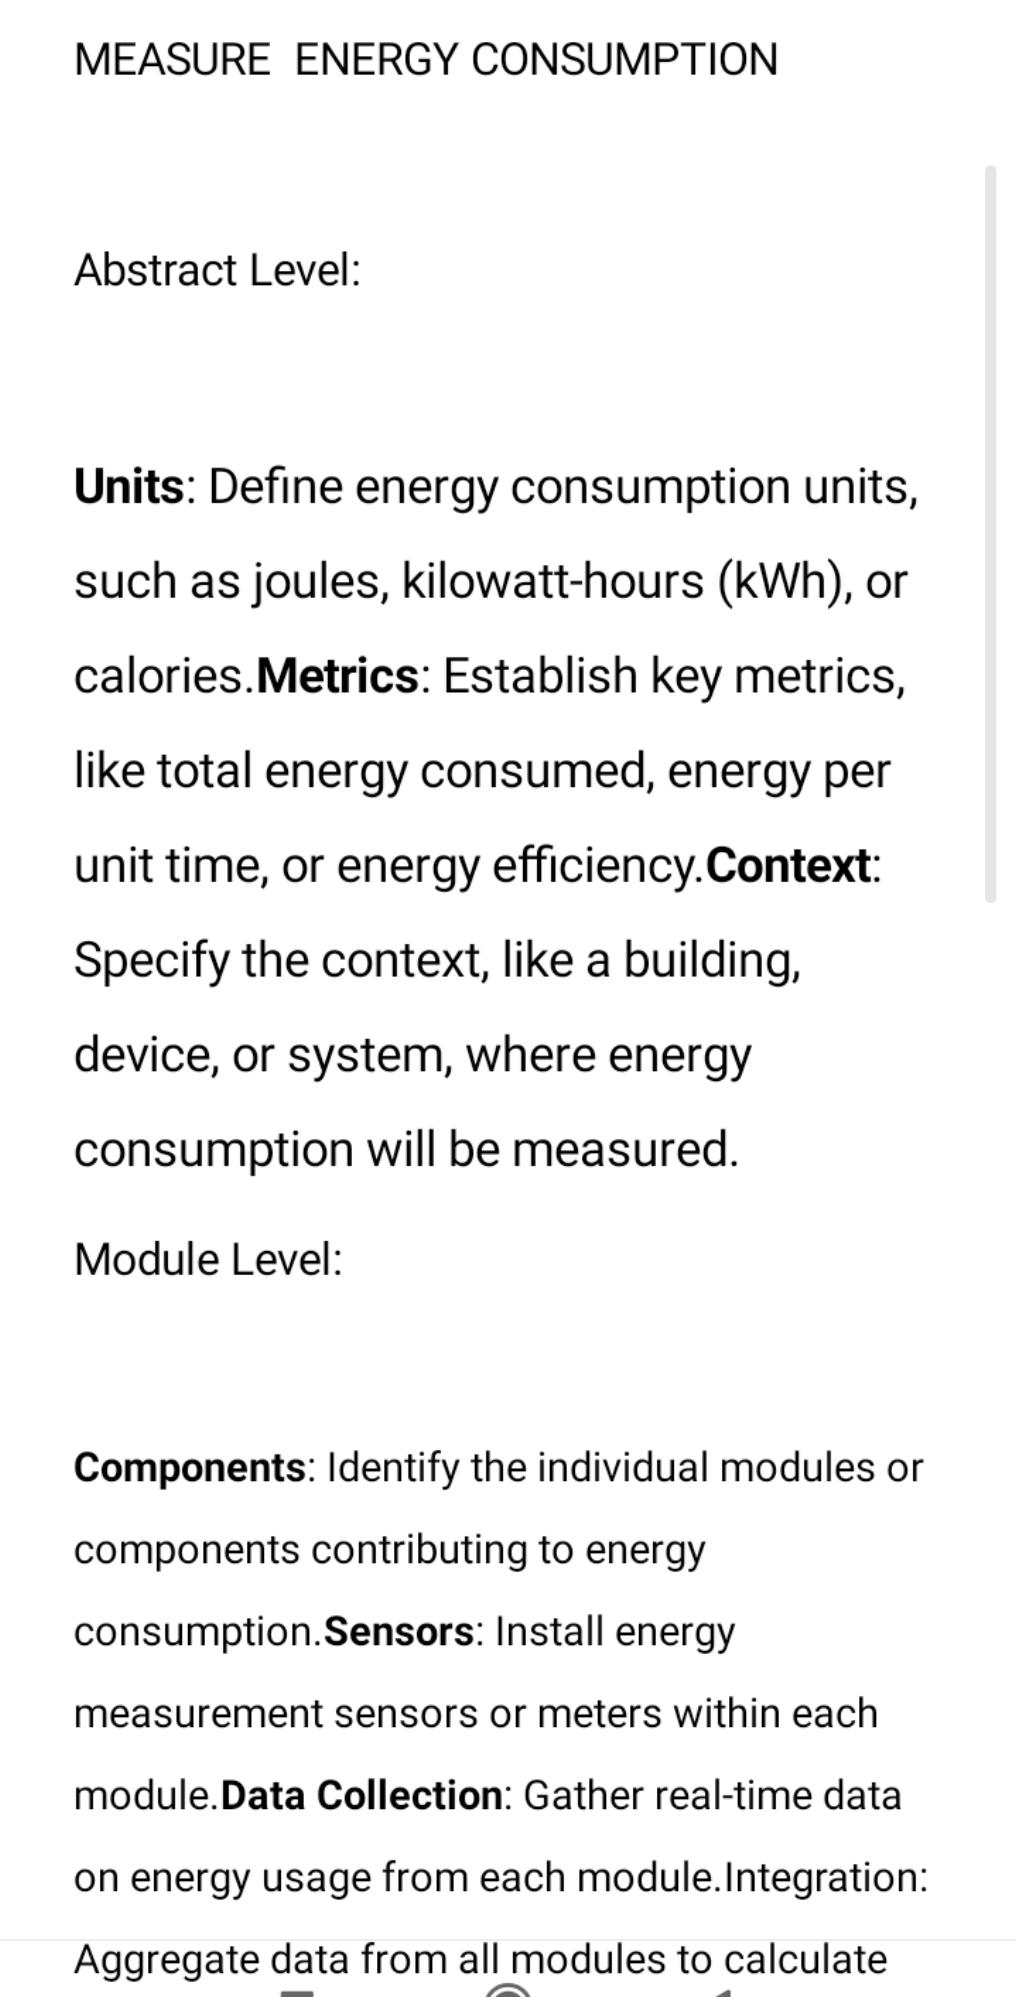 MEASURE  ENERGY CONSUMPTION
Abstract Level:
Units: Define energy consumption units,
such as joules, kilowatt-hours (kWh), or
calories.Metrics: Establish key metrics,
like total energy consumed, energy per
unit time, or energy efficiency.Context:
Specify the context, like a building,
device, or system, where energy
consumption will be measured.
Module Level:
Components: Identify the individual modules or
components contributing to energy
consumption.Sensors: Install energy
measurement sensors or meters within each
module.Data Collection: Gather real-time data
on energy usage from each module.Integration:
Aggregate data from all modules to calculate